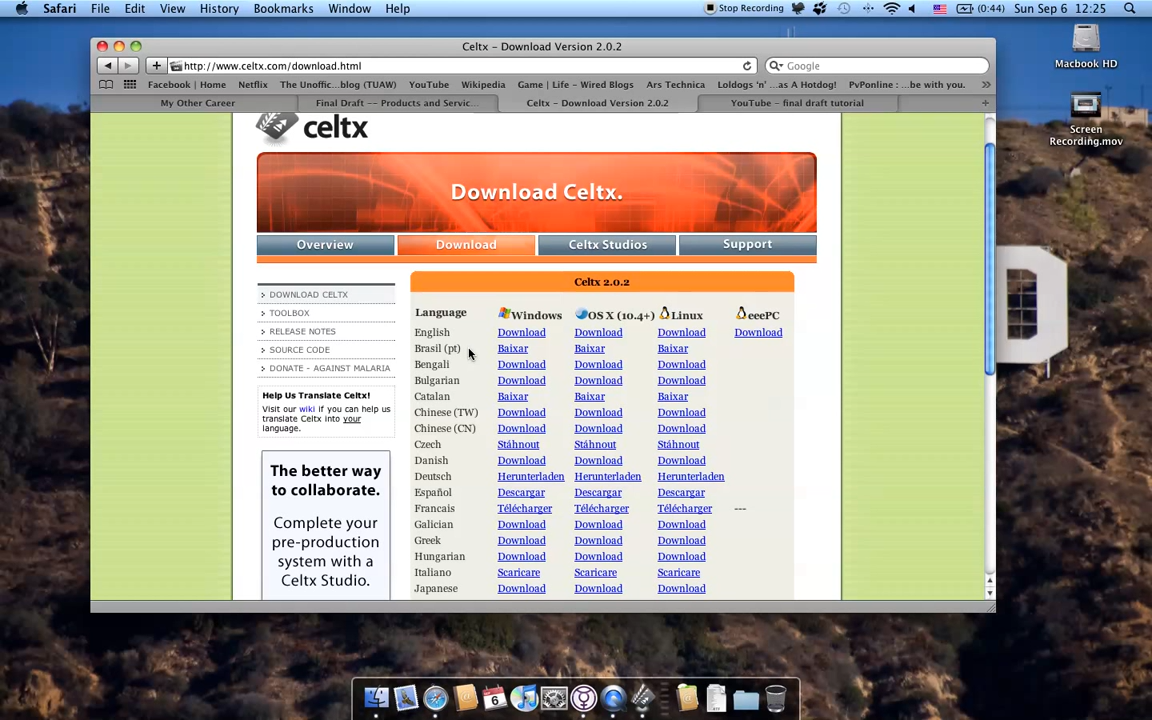 Safari File Edit View History Bookmarks Window Help Stop Recording (0:44) Sun Sep 6 12:25
Celtx – Download Version 2.0.2
http://www.celtx.com/download.html Google
Facebook | Home Netflix The Unoffic...blog (TUAW) YouTube Wikipedia Game | Life – Wired Blogs Ars Technica Loldogs 'n' ...as A Hotdog! PvPonline : ...be with you.
My Other Career Final Draft –– Products and Servic... Celtx – Download Version 2.0.2 YouTube – final draft tutorial
Macbook HD
Screen
Recording.mov
celtx
Download Celtx.
Overview Download Celtx Studios Support
DOWNLOAD CELTX
TOOLBOX
RELEASE NOTES
SOURCE CODE
DONATE - AGAINST MALARIA
Help Us Translate Celtx!
Visit our wiki if you can help us
translate Celtx into your
language.
The better way
to collaborate.
Complete your
pre-production
system with a
Celtx Studio.
Celtx 2.0.2
Language Windows OS X (10.4+) Linux eeePC
English Download Download Download Download
Brasil (pt) Baixar Baixar Baixar
Bengali Download Download Download
Bulgarian Download Download Download
Catalan Baixar Baixar Baixar
Chinese (TW) Download Download Download
Chinese (CN) Download Download Download
Czech Stáhnout Stáhnout Stáhnout
Danish Download Download Download
Deutsch Herunterladen Herunterladen Herunterladen
Español Descargar Descargar Descargar
Francais Télécharger Télécharger Télécharger ---
Galician Download Download Download
Greek Download Download Download
Hungarian Download Download Download
Italiano Scaricare Scaricare Scaricare
Japanese Download Download Download
6